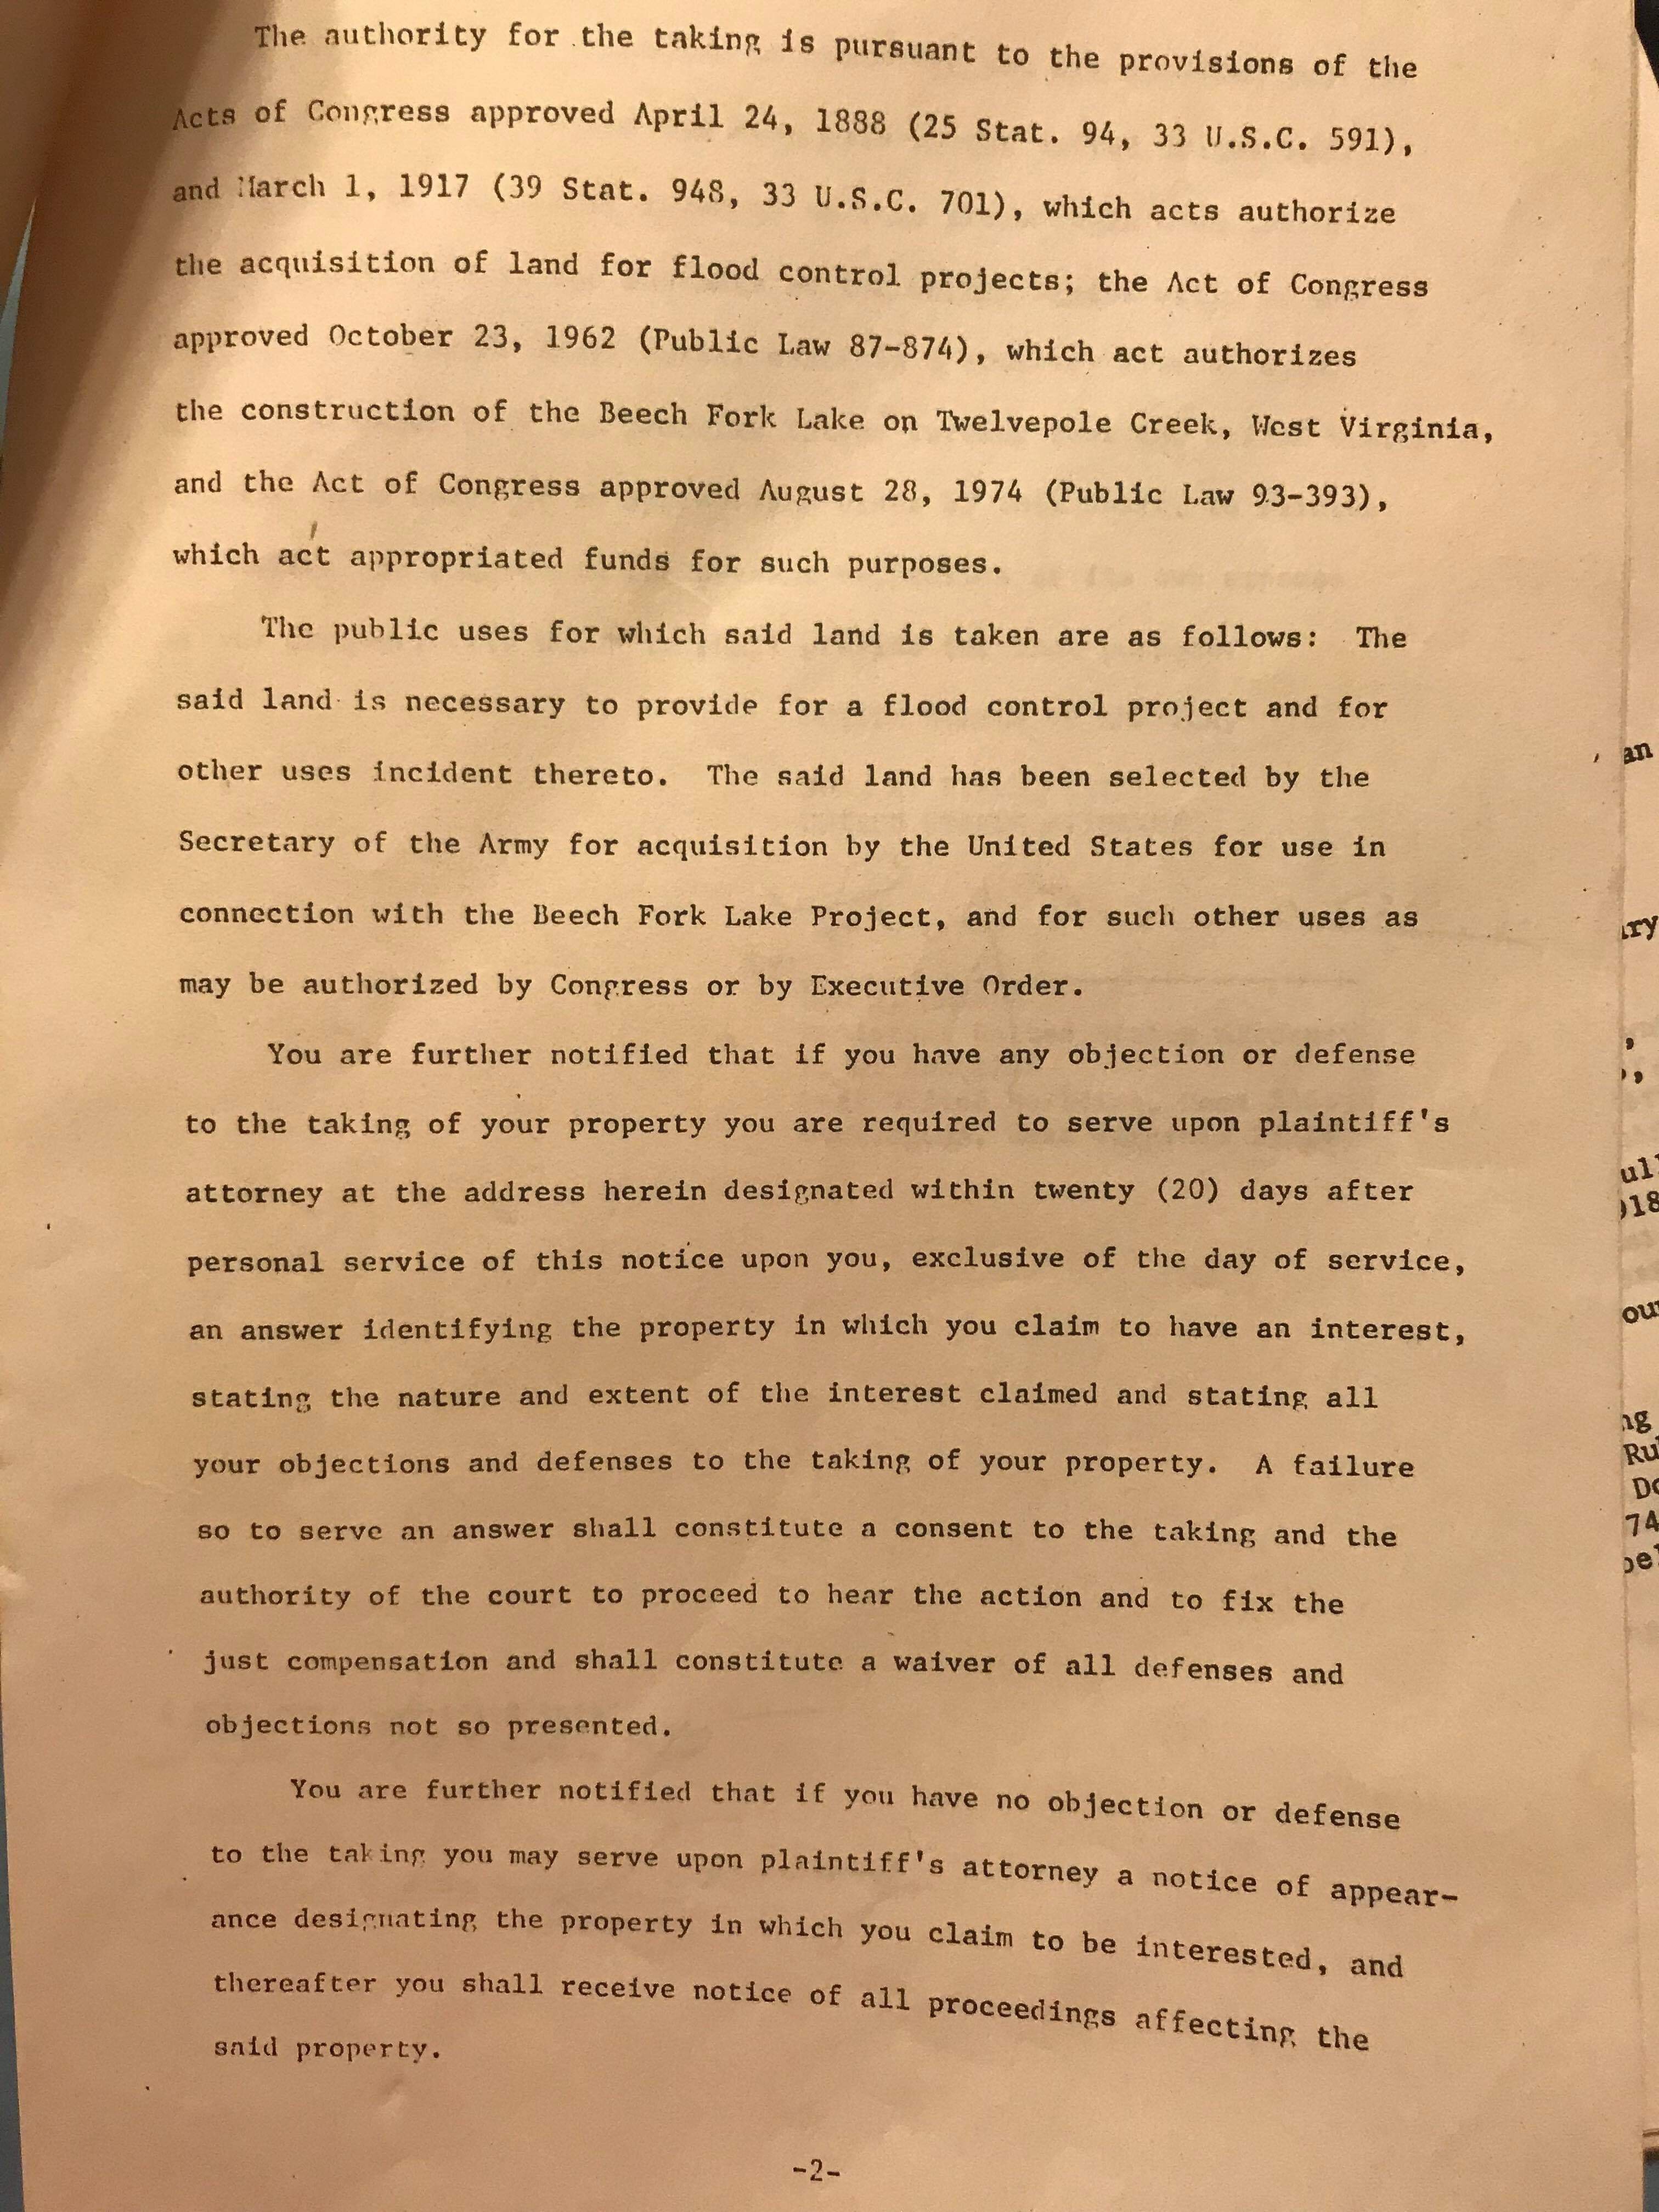 The authority for the taking is pursuant to the provisions of the
Acts of Congress approved April 24, 1888 (25 Stat. 94, 33 U.S.C. 591),
and March 1, 1917 (39 Stat. 948, 33 U.S.C. 701), which acts authorize
the acquisition of land for flood control projects; the Act of Congress
approved October 23, 1962 (Public Law 87-874), which act authorizes
the construction of the Beech Fork Lake on Twelvepole Creek, West Virginia,
and the Act of Congress approved August 28, 1974 (Public Law 93-393),
which act appropriated funds for such purposes.
The public uses for which said land is taken are as follows: The
said land is necessary to provide for a flood control project and for
other uses incident thereto. The said land has been selected by the
Secretary of the Army for acquisition by the United States for use in
connection with the Beech Fork Lake Project, and for such other uses as
may be authorized by Congress or by Executive Order.
You are further notified that if you have any objection or defense
to the taking of your property you are required to serve upon plaintiff's
attorney at the address herein designated within twenty (20) days after
personal service of this notice upon you, exclusive of the day of service,
an answer identifying the property in which you claim to have an interest,
stating the nature and extent of the interest claimed and stating all
your objections and defenses to the taking of your property. A failure
so to serve an answer shall constitute a consent to the taking and the
authority of the court to proceed to hear the action and to fix the
just compensation and shall constitute a waiver of all defenses and
objections not so presented.
You are further notified that if you have no objection or defense
to the taking you may serve upon plaintiff's attorney a notice of appear-
ance designating the property in which you claim to be interested, and
thereafter you shall receive notice of all proceedings affecting the
said property.
-2-